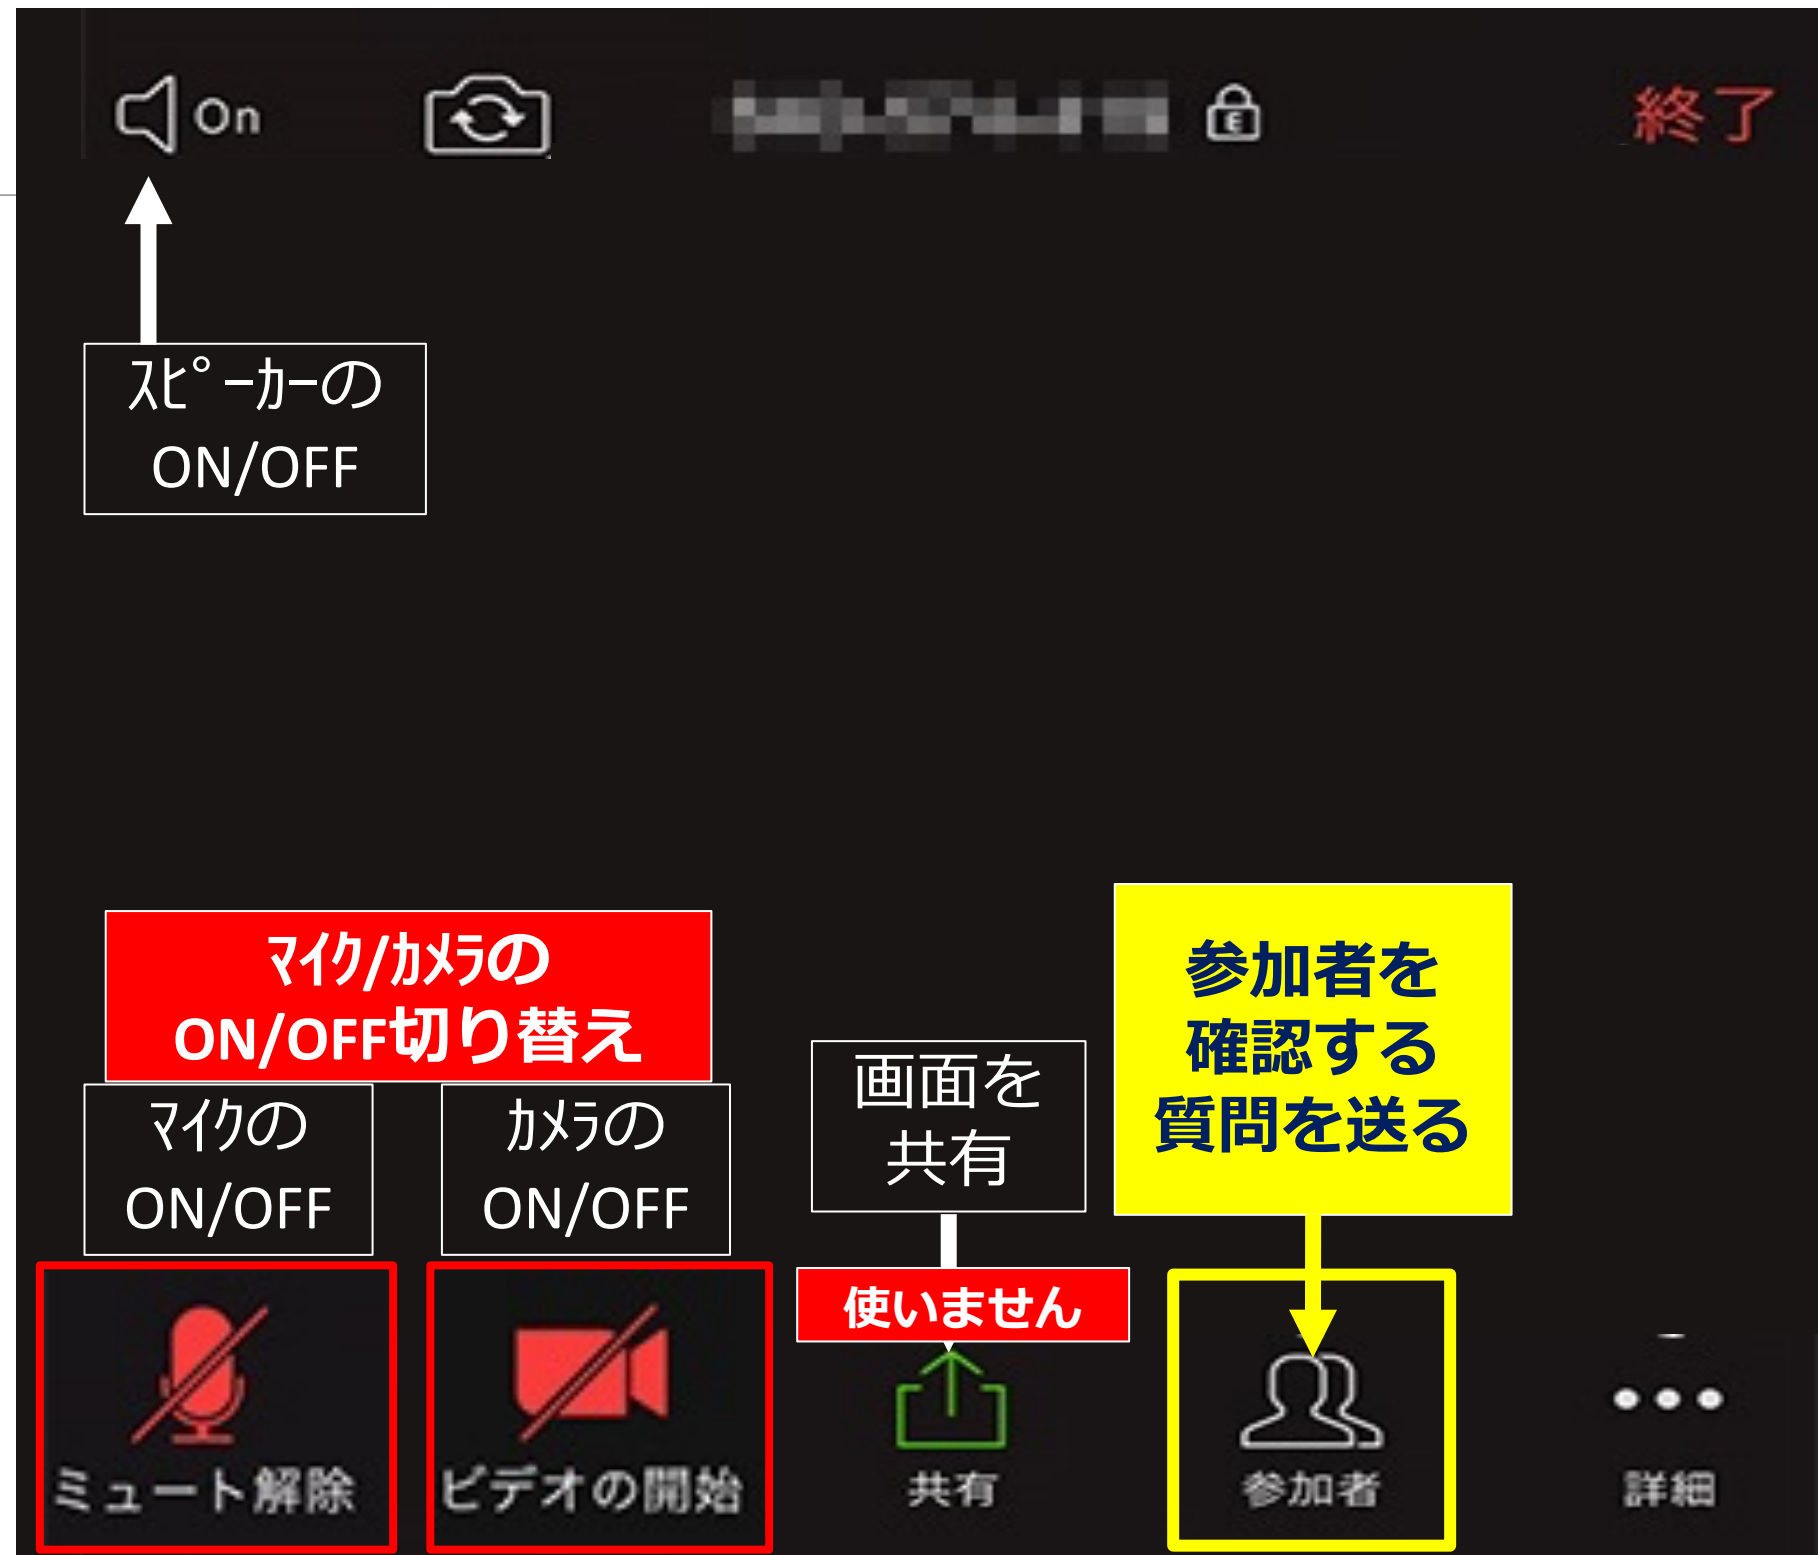 On
終了
ｽﾋﾟｰｶｰの
ON/OFF
ﾏｲｸ/ｶﾒﾗの
ON/OFF切り替え
ﾏｲｸの
ON/OFF
ｶﾒﾗの
ON/OFF
画面を
共有
使いません
参加者を
確認する
質問を送る
ミュート解除
ビデオの開始
共有
参加者
詳細